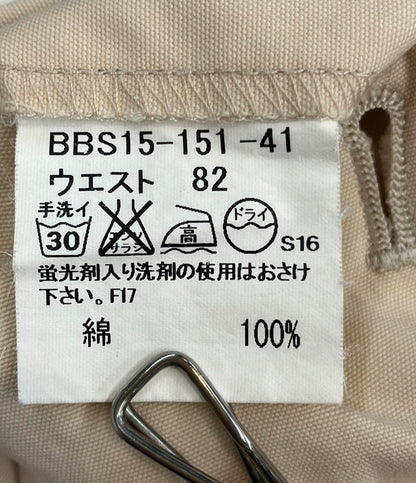 BBS15-151-41
ウエスト 82
手洗イ
30 エンソ サラシ 高 ドライ S16
蛍光剤入り洗剤の使用はおさけ
下さい。F17
綿 100%